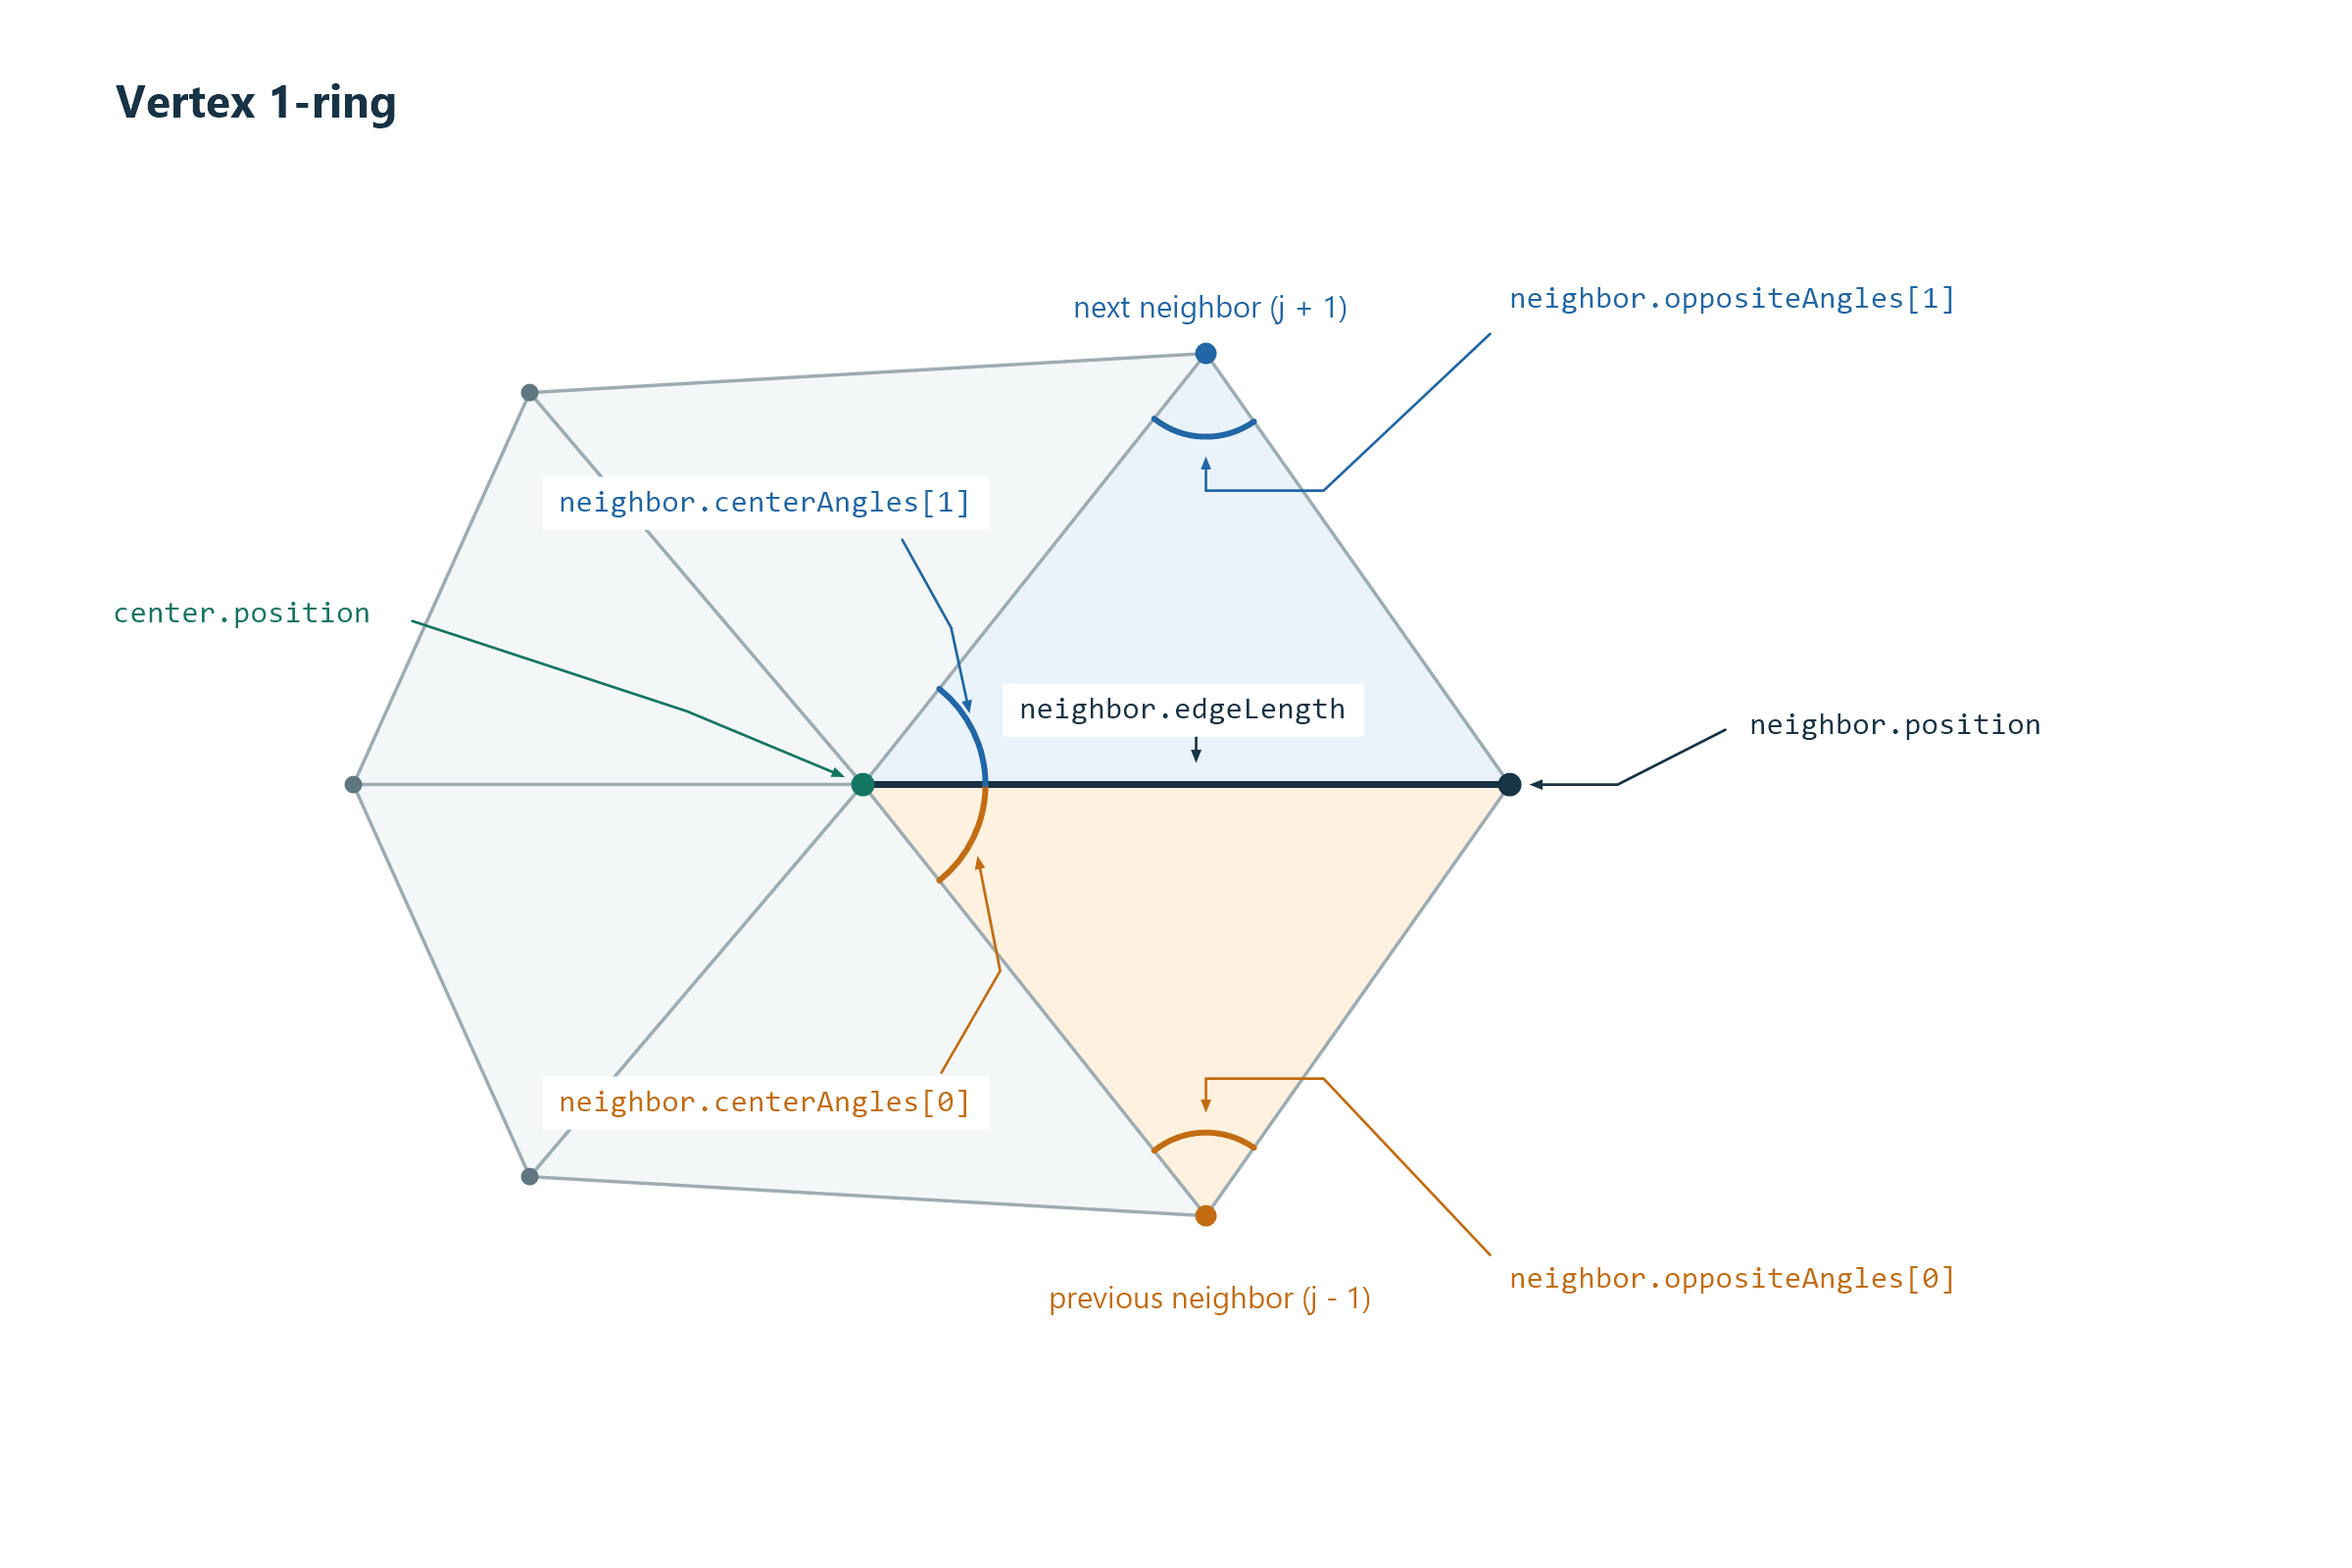 Vertex 1-ring
next neighbor (j + 1)
neighbor.oppositeAngles[1]
neighbor.centerAngles[1]
center.position
neighbor.edgeLength
neighbor.position
neighbor.centerAngles[0]
neighbor.oppositeAngles[0]
previous neighbor (j - 1)